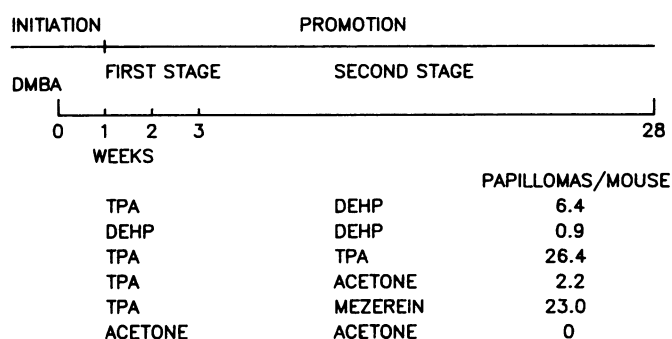 INITIATION PROMOTION
DMBA FIRST STAGE SECOND STAGE
0 1 2 3 28
WEEKS
PAPILLOMAS/MOUSE
TPA DEHP 6.4
DEHP DEHP 0.9
TPA TPA 26.4
TPA ACETONE 2.2
TPA MEZEREIN 23.0
ACETONE ACETONE 0